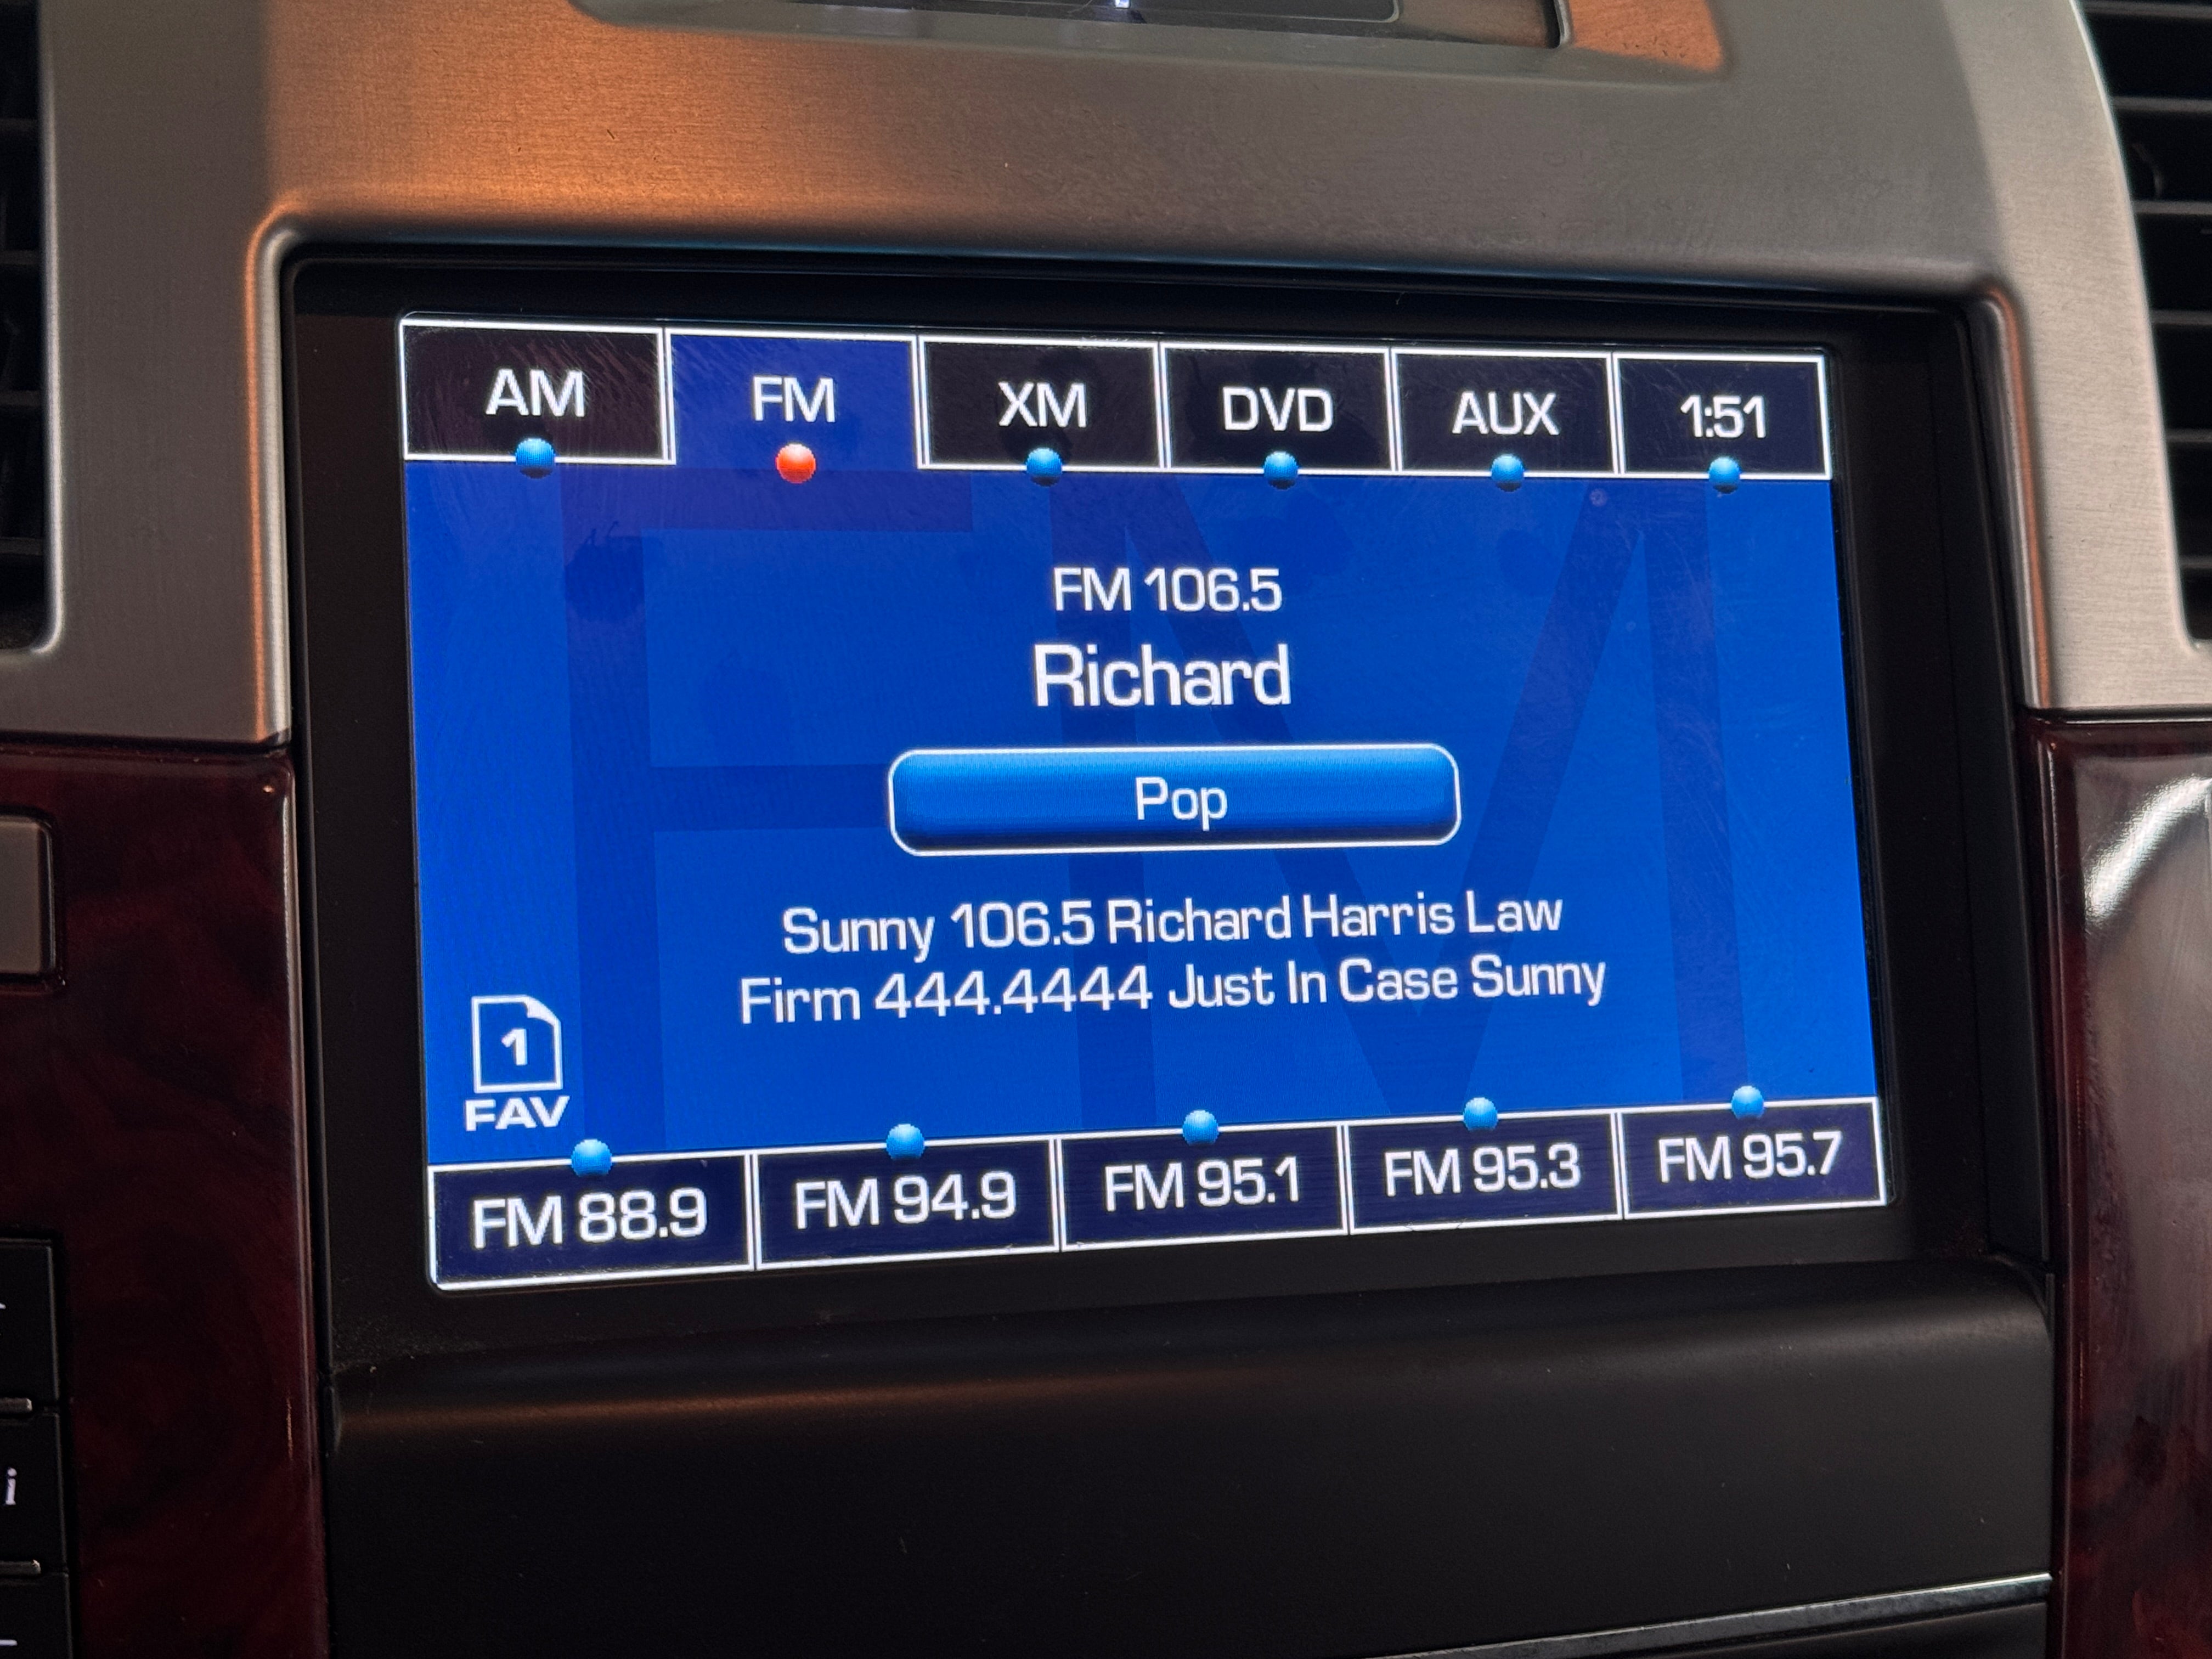 AM
FM
XM
DVD
AUX
1:51
FM 106.5
Richard
Pop
Sunny 106.5 Richard Harris Law
Firm 444.4444 Just In Case Sunny
1
FAV
FM 88.9
FM 94.9
FM 95.1
FM 95.3
FM 95.7
i